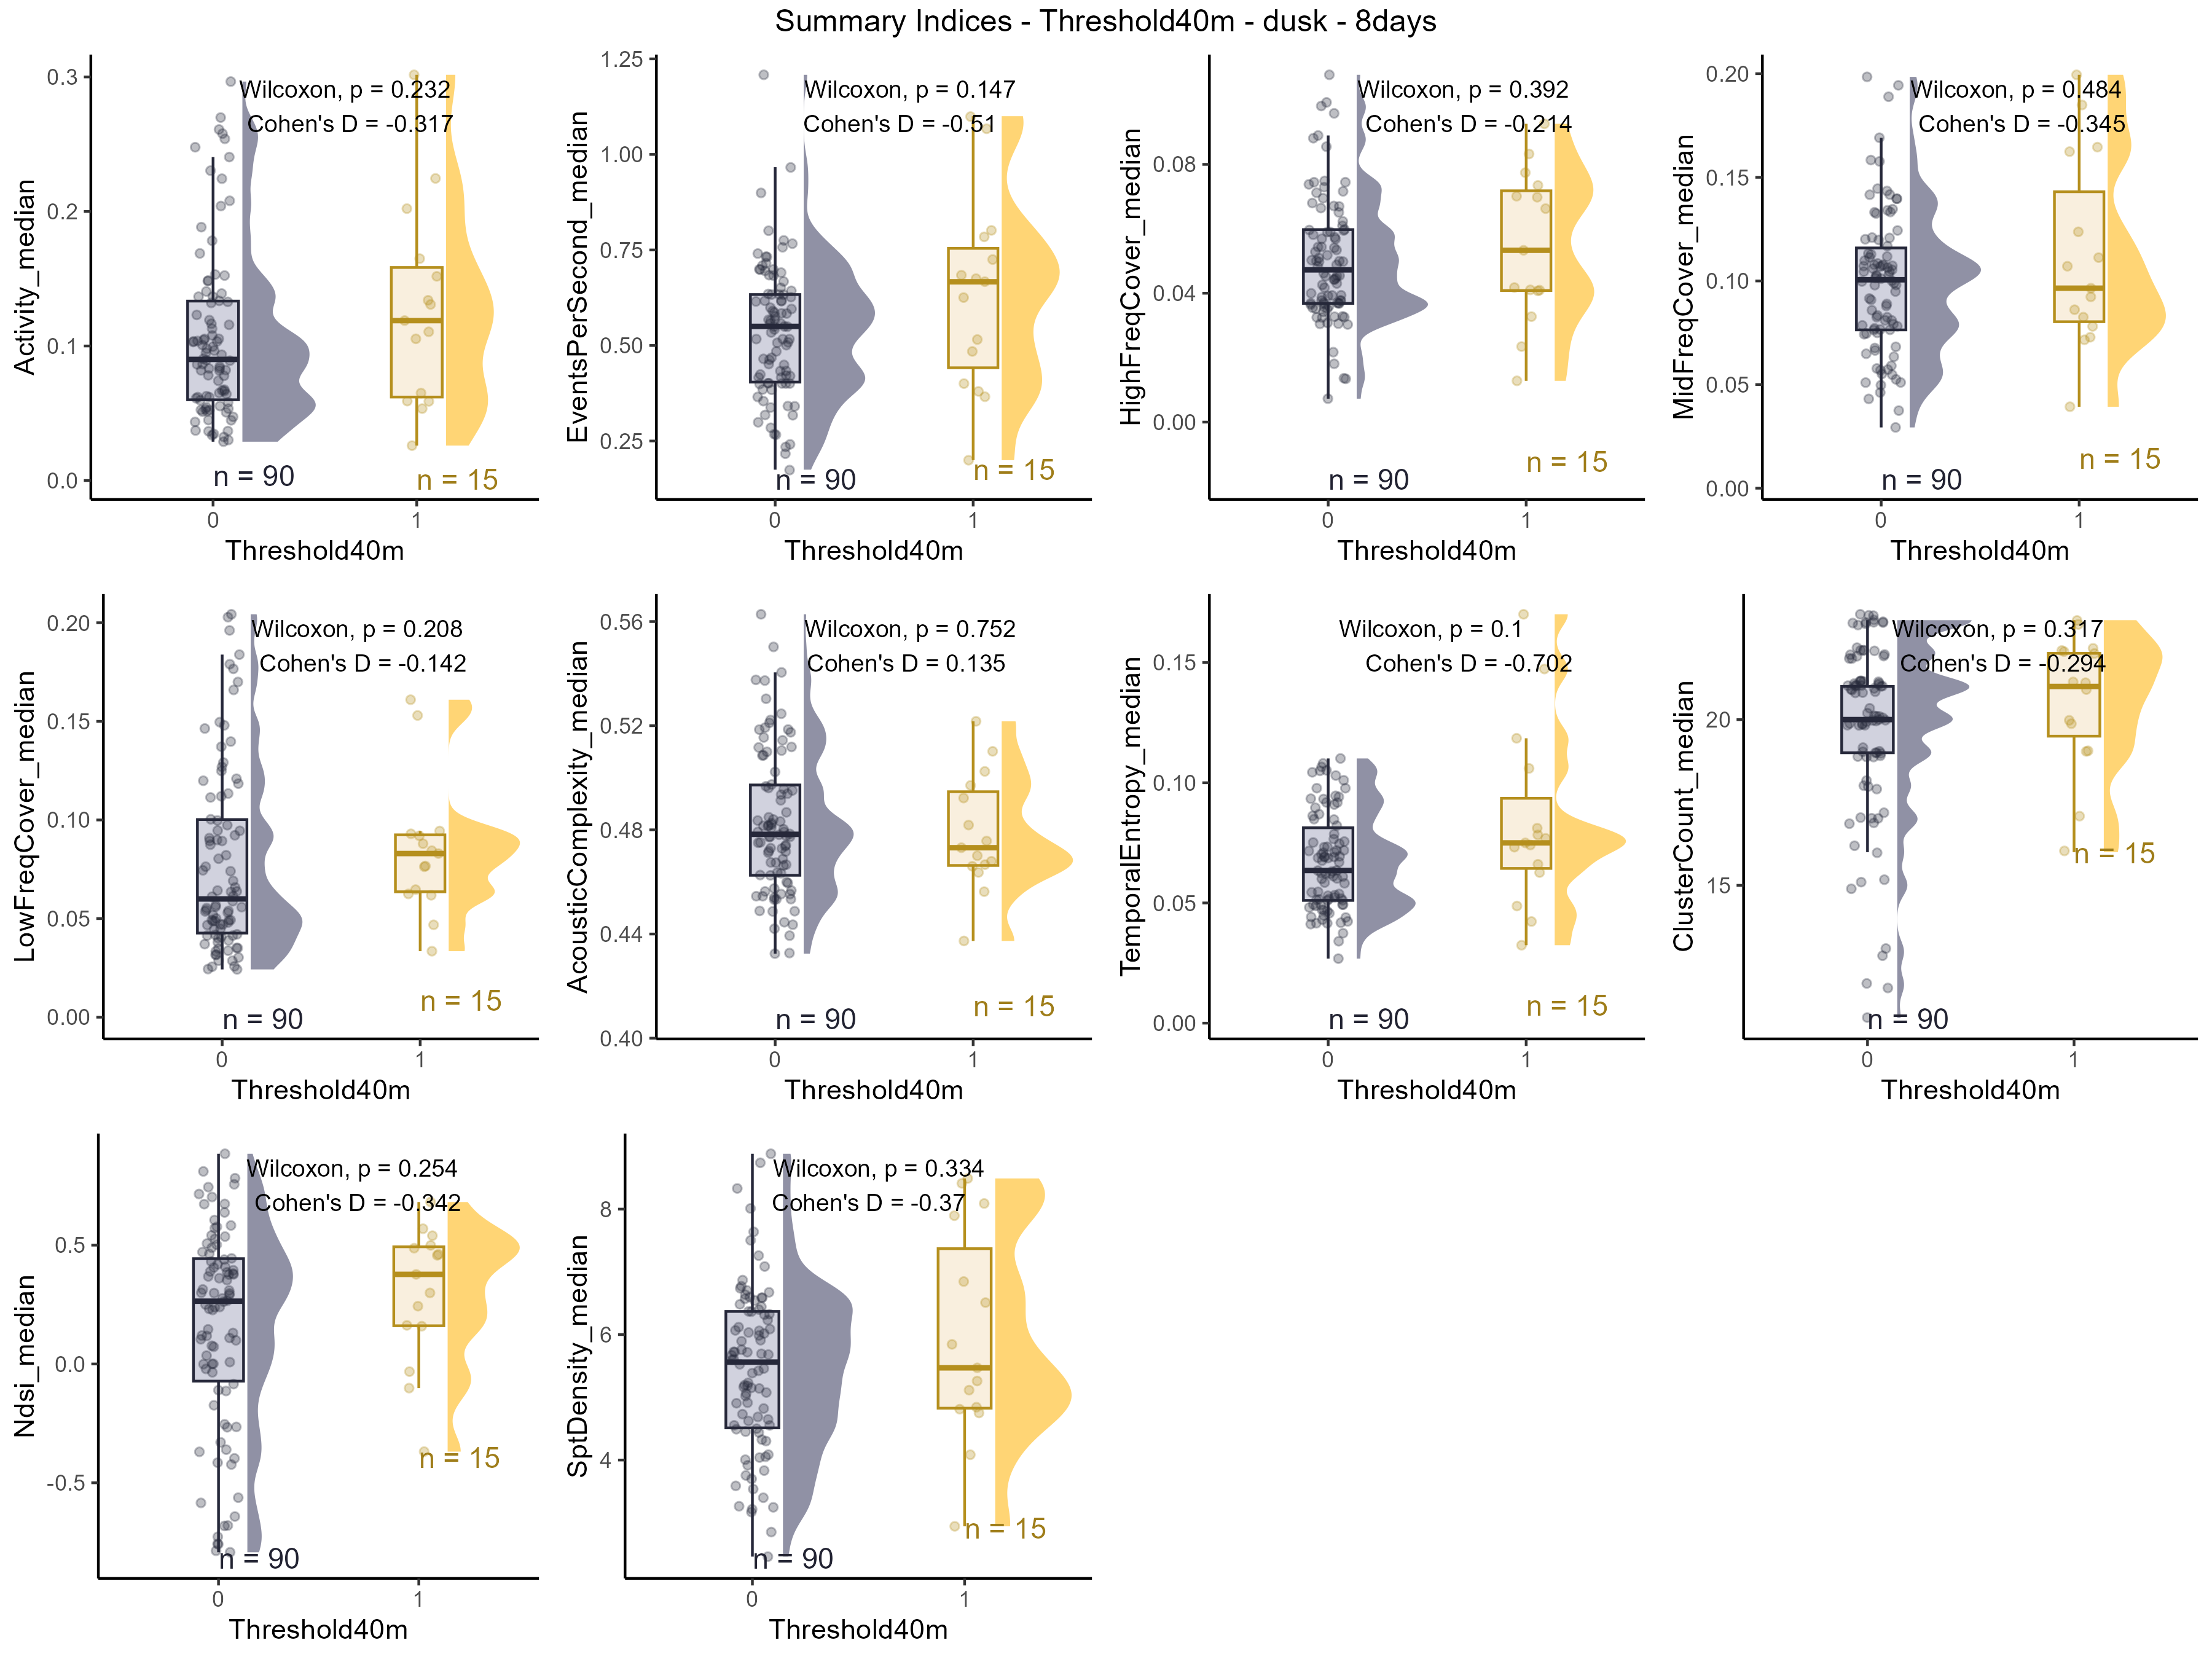 Summary Indices - Threshold40m - dusk - 8days
Activity_median
0.3
0.2
0.1
0.0
Wilcoxon, p = 0.232
Cohen's D = -0.317
n = 90
n = 15
0
1
Threshold40m
EventsPerSecond_median
1.25
1.00
0.75
0.50
0.25
Wilcoxon, p = 0.147
Cohen's D = -0.51
n = 90
n = 15
0
1
Threshold40m
HighFreqCover_median
0.08
0.04
0.00
Wilcoxon, p = 0.392
Cohen's D = -0.214
n = 90
n = 15
0
1
Threshold40m
MidFreqCover_median
0.20
0.15
0.10
0.05
0.00
Wilcoxon, p = 0.484
Cohen's D = -0.345
n = 90
n = 15
0
1
Threshold40m
LowFreqCover_median
0.20
0.15
0.10
0.05
0.00
Wilcoxon, p = 0.208
Cohen's D = -0.142
n = 90
n = 15
0
1
Threshold40m
AcousticComplexity_median
0.56
0.52
0.48
0.44
0.40
Wilcoxon, p = 0.752
Cohen's D = 0.135
n = 90
n = 15
0
1
Threshold40m
TemporalEntropy_median
0.15
0.10
0.05
0.00
Wilcoxon, p = 0.1
Cohen's D = -0.702
n = 90
n = 15
0
1
Threshold40m
ClusterCount_median
20
15
Wilcoxon, p = 0.317
Cohen's D = -0.294
n = 90
n = 15
0
1
Threshold40m
Ndsi_median
0.5
0.0
-0.5
Wilcoxon, p = 0.254
Cohen's D = -0.342
n = 90
n = 15
0
1
Threshold40m
SptDensity_median
8
6
4
Wilcoxon, p = 0.334
Cohen's D = -0.37
n = 90
n = 15
0
1
Threshold40m